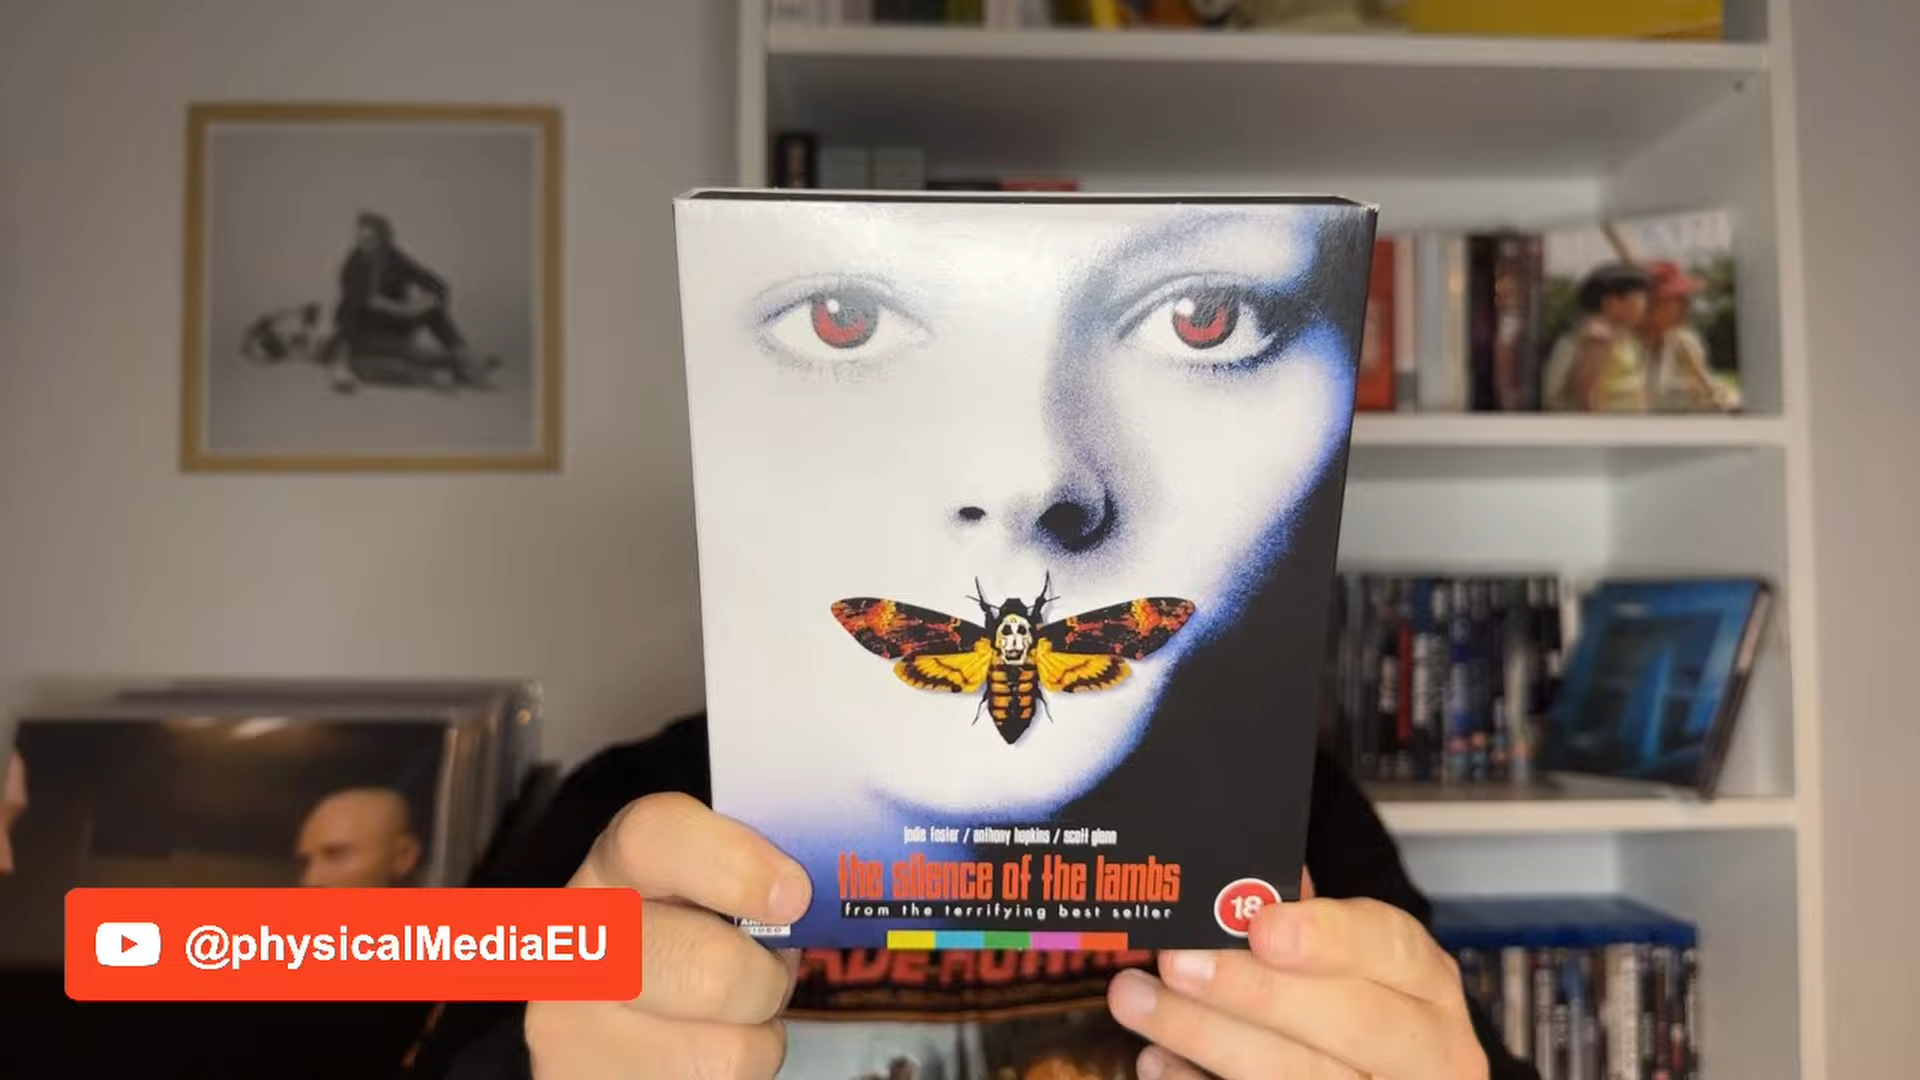 jodie foster / anthony hopkins / scott glenn
the silence of the lambs
from the terrifying best seller
18
@physicalMediaEU